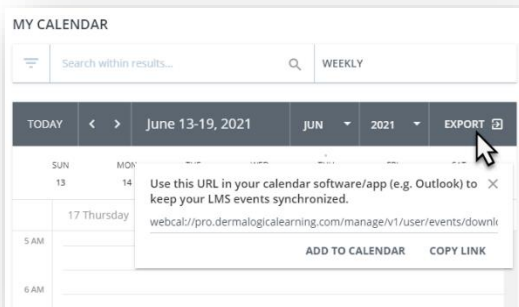 MY CALENDAR
Search within results... WEEKLY
TODAY < > June 13-19, 2021 JUN 2021 EXPORT
SUN MON
13 14
Use this URL in your calendar software/app (e.g. Outlook) to
keep your LMS events synchronized.
17 Thursday
webcal://pro.dermalogicalearning.com/manage/v1/user/events/downlo
5 AM
ADD TO CALENDAR COPY LINK
6 AM